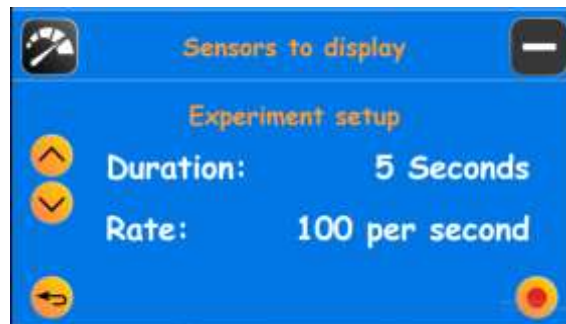 Sensors to display
Experiment setup
Duration: 5 Seconds
Rate: 100 per second